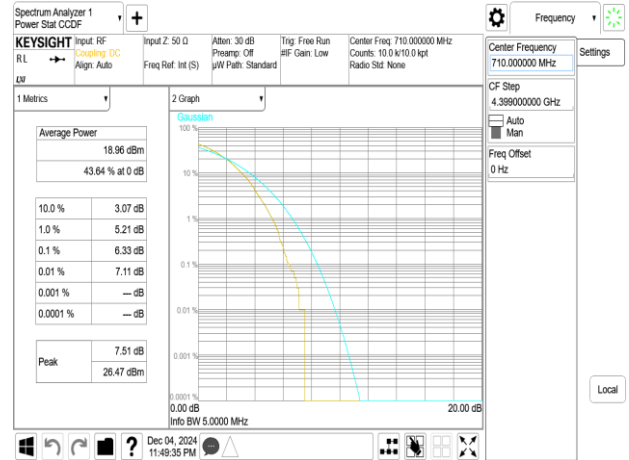 Spectrum Analyzer 1
Power Stat CCDF
Frequency
KEYSIGHT
RL
LXI
Input: RF
Coupling: DC
Align: Auto
Input Z: 50 Ω
Freq Ref: Int (S)
Atten: 30 dB
Preamp: Off
µW Path: Standard
Trig: Free Run
#IF Gain: Low
Center Freq: 710.000000 MHz
Counts: 10.0 k/10.0 kpt
Radio Std: None
Center Frequency
710.000000 MHz
Settings
CF Step
4.399000000 GHz
Auto
Man
Freq Offset
0 Hz
Local
1 Metrics
Average Power
18.96 dBm
43.64 % at 0 dB
10.0 % 3.07 dB
1.0 % 5.21 dB
0.1 % 6.33 dB
0.01 % 7.11 dB
0.001 % --- dB
0.0001 % --- dB
Peak
7.51 dB
26.47 dBm
2 Graph
Gaussian
100 %
10 %
1 %
0.1 %
0.01 %
0.001 %
0.0001 %
0.00 dB 20.00 dB
Info BW 5.0000 MHz
Dec 04, 2024
11:49:35 PM